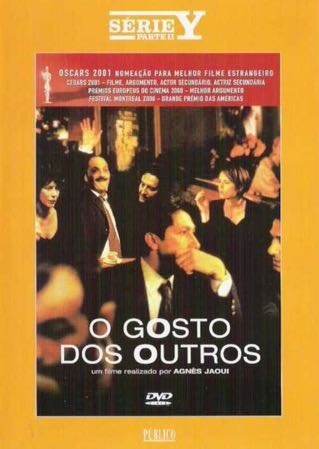 SÉRIE Y
PARTE II
OSCARS 2001 NOMEAÇÃO PARA MELHOR FILME ESTRANGEIRO
CESARS 2001 – FILME, ARGUMENTO, ACTOR SECUNDÁRIO, ACTRIZ SECUNDÁRIA
PRÉMIOS EUROPEUS DO CINEMA 2000 – MELHOR ARGUMENTO
FESTIVAL MONTREAL 2000 – GRANDE PRÉMIO DAS AMÉRICAS
O GOSTO
DOS OUTROS
um filme realizado por AGNÈS JAOUI
DVD
VIDEO
PÚBLICO